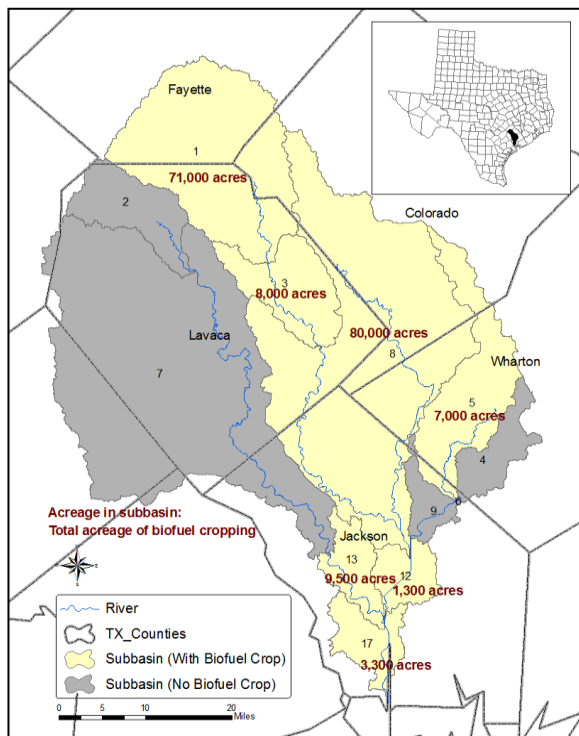 Fayette
1
71,000 acres
2
Colorado
3
8,000 acres
80,000 acres
Lavaca
8
Wharton
7
5
7,000 acres
4
6
9
Acreage in subbasin:
Total acreage of biofuel cropping
Jackson
13
12
9,500 acres
1,300 acres
17
3,300 acres
N
S
River
TX_Counties
Subbasin (With Biofuel Crop)
Subbasin (No Biofuel Crop)
0 10 20
Miles